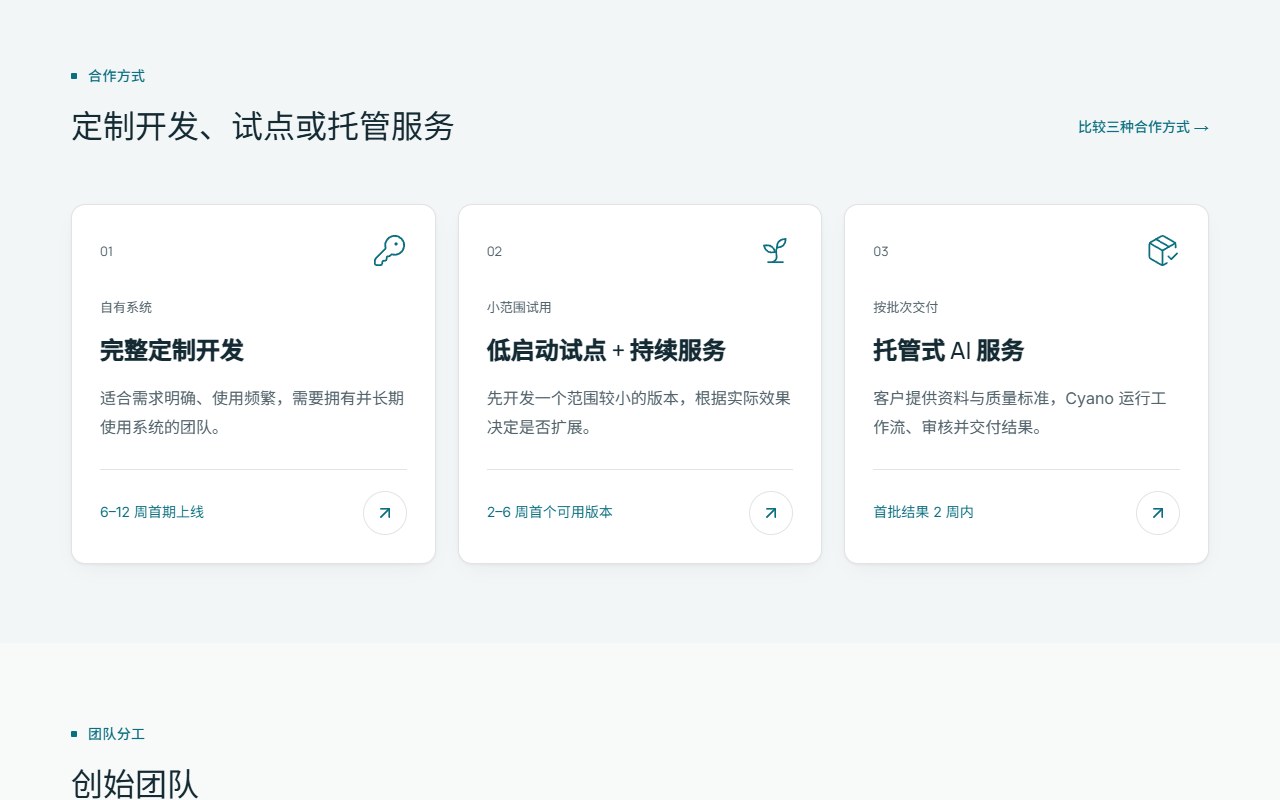 合作方式
定制开发、试点或托管服务
比较三种合作方式 →
01
自有系统
完整定制开发
适合需求明确、使用频繁，需要拥有并长期
使用系统的团队。
6–12 周首期上线
02
小范围试用
低启动试点 + 持续服务
先开发一个范围较小的版本，根据实际效果
决定是否扩展。
2–6 周首个可用版本
03
按批次交付
托管式 AI 服务
客户提供资料与质量标准，Cyano 运行工
作流、审核并交付结果。
首批结果 2 周内
团队分工
创始团队